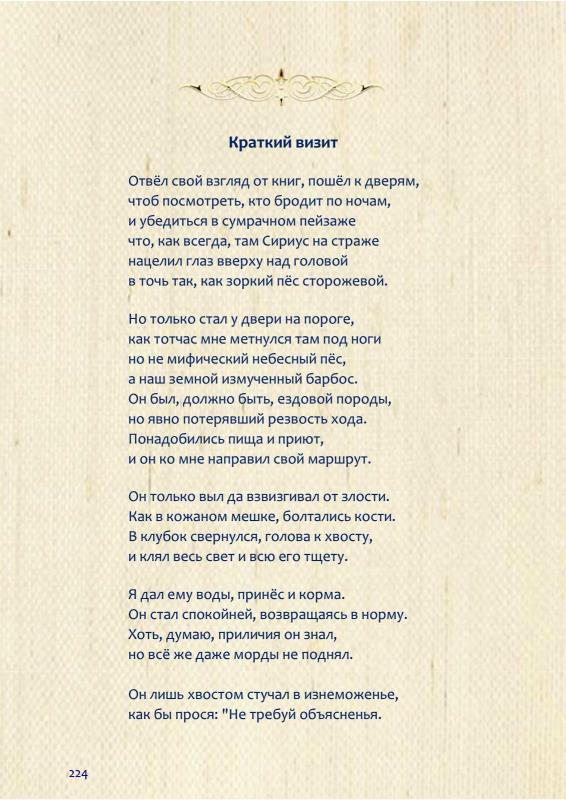 Краткий визит
Отвёл свой взгляд от книг, пошёл к дверям,
чтоб посмотреть, кто бродит по ночам,
и убедиться в сумрачном пейзаже
что, как всегда, там Сириус на страже
нацелил глаз вверху над головой
в точь так, как зоркий пёс сторожевой.
Но только стал у двери на пороге,
как тотчас мне метнулся там под ноги
но не мифический небесный пёс,
а наш земной измученный барбос.
Он был, должно быть, ездовой породы,
но явно потерявший резвость хода.
Понадобились пища и приют,
и он ко мне направил свой маршрут.
Он только выл да взвизгивал от злости.
Как в кожаном мешке, болтались кости.
В клубок свернулся, голова к хвосту,
и клял весь свет и всю его тщету.
Я дал ему воды, принёс и корма.
Он стал спокойней, возвращаясь в норму.
Хоть, думаю, приличия он знал,
но всё же даже морды не поднял.
Он лишь хвостом стучал в изнеможенье,
как бы прося: "Не требуй объясненья.
224